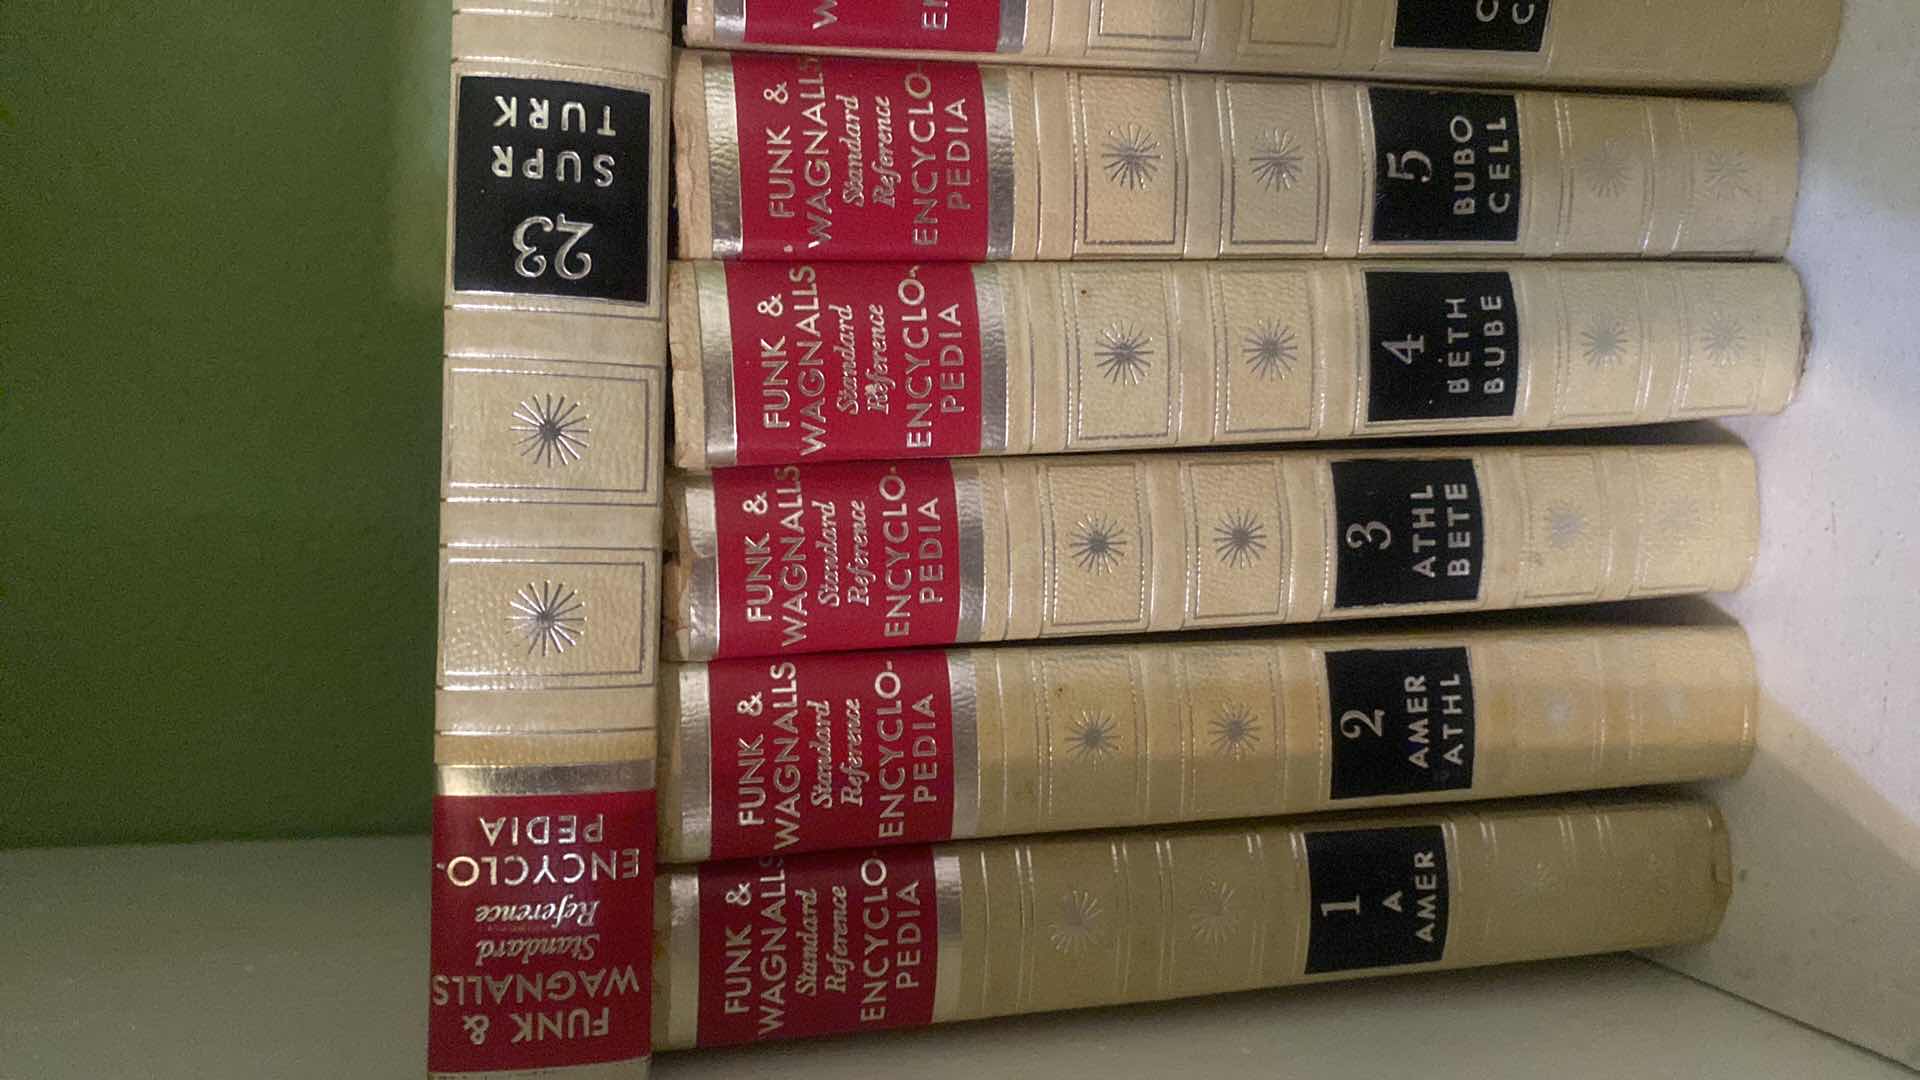 FUNK &
WAGNALLS
Standard
Reference
ENCYCLO-
PEDIA
1
A
AMER
FUNK &
WAGNALLS
Standard
Reference
ENCYCLO-
PEDIA
2
AMER
ATHL
FUNK &
WAGNALLS
Standard
Reference
ENCYCLO-
PEDIA
3
ATHL
BETE
FUNK &
WAGNALLS
Standard
Reference
ENCYCLO-
PEDIA
4
BETH
BUBE
FUNK &
WAGNALLS
Standard
Reference
ENCYCLO-
PEDIA
5
BUBO
CELL
FUNK &
WAGNALLS
Standard
Reference
ENCYCLO-
PEDIA
23
SUPR
TURK